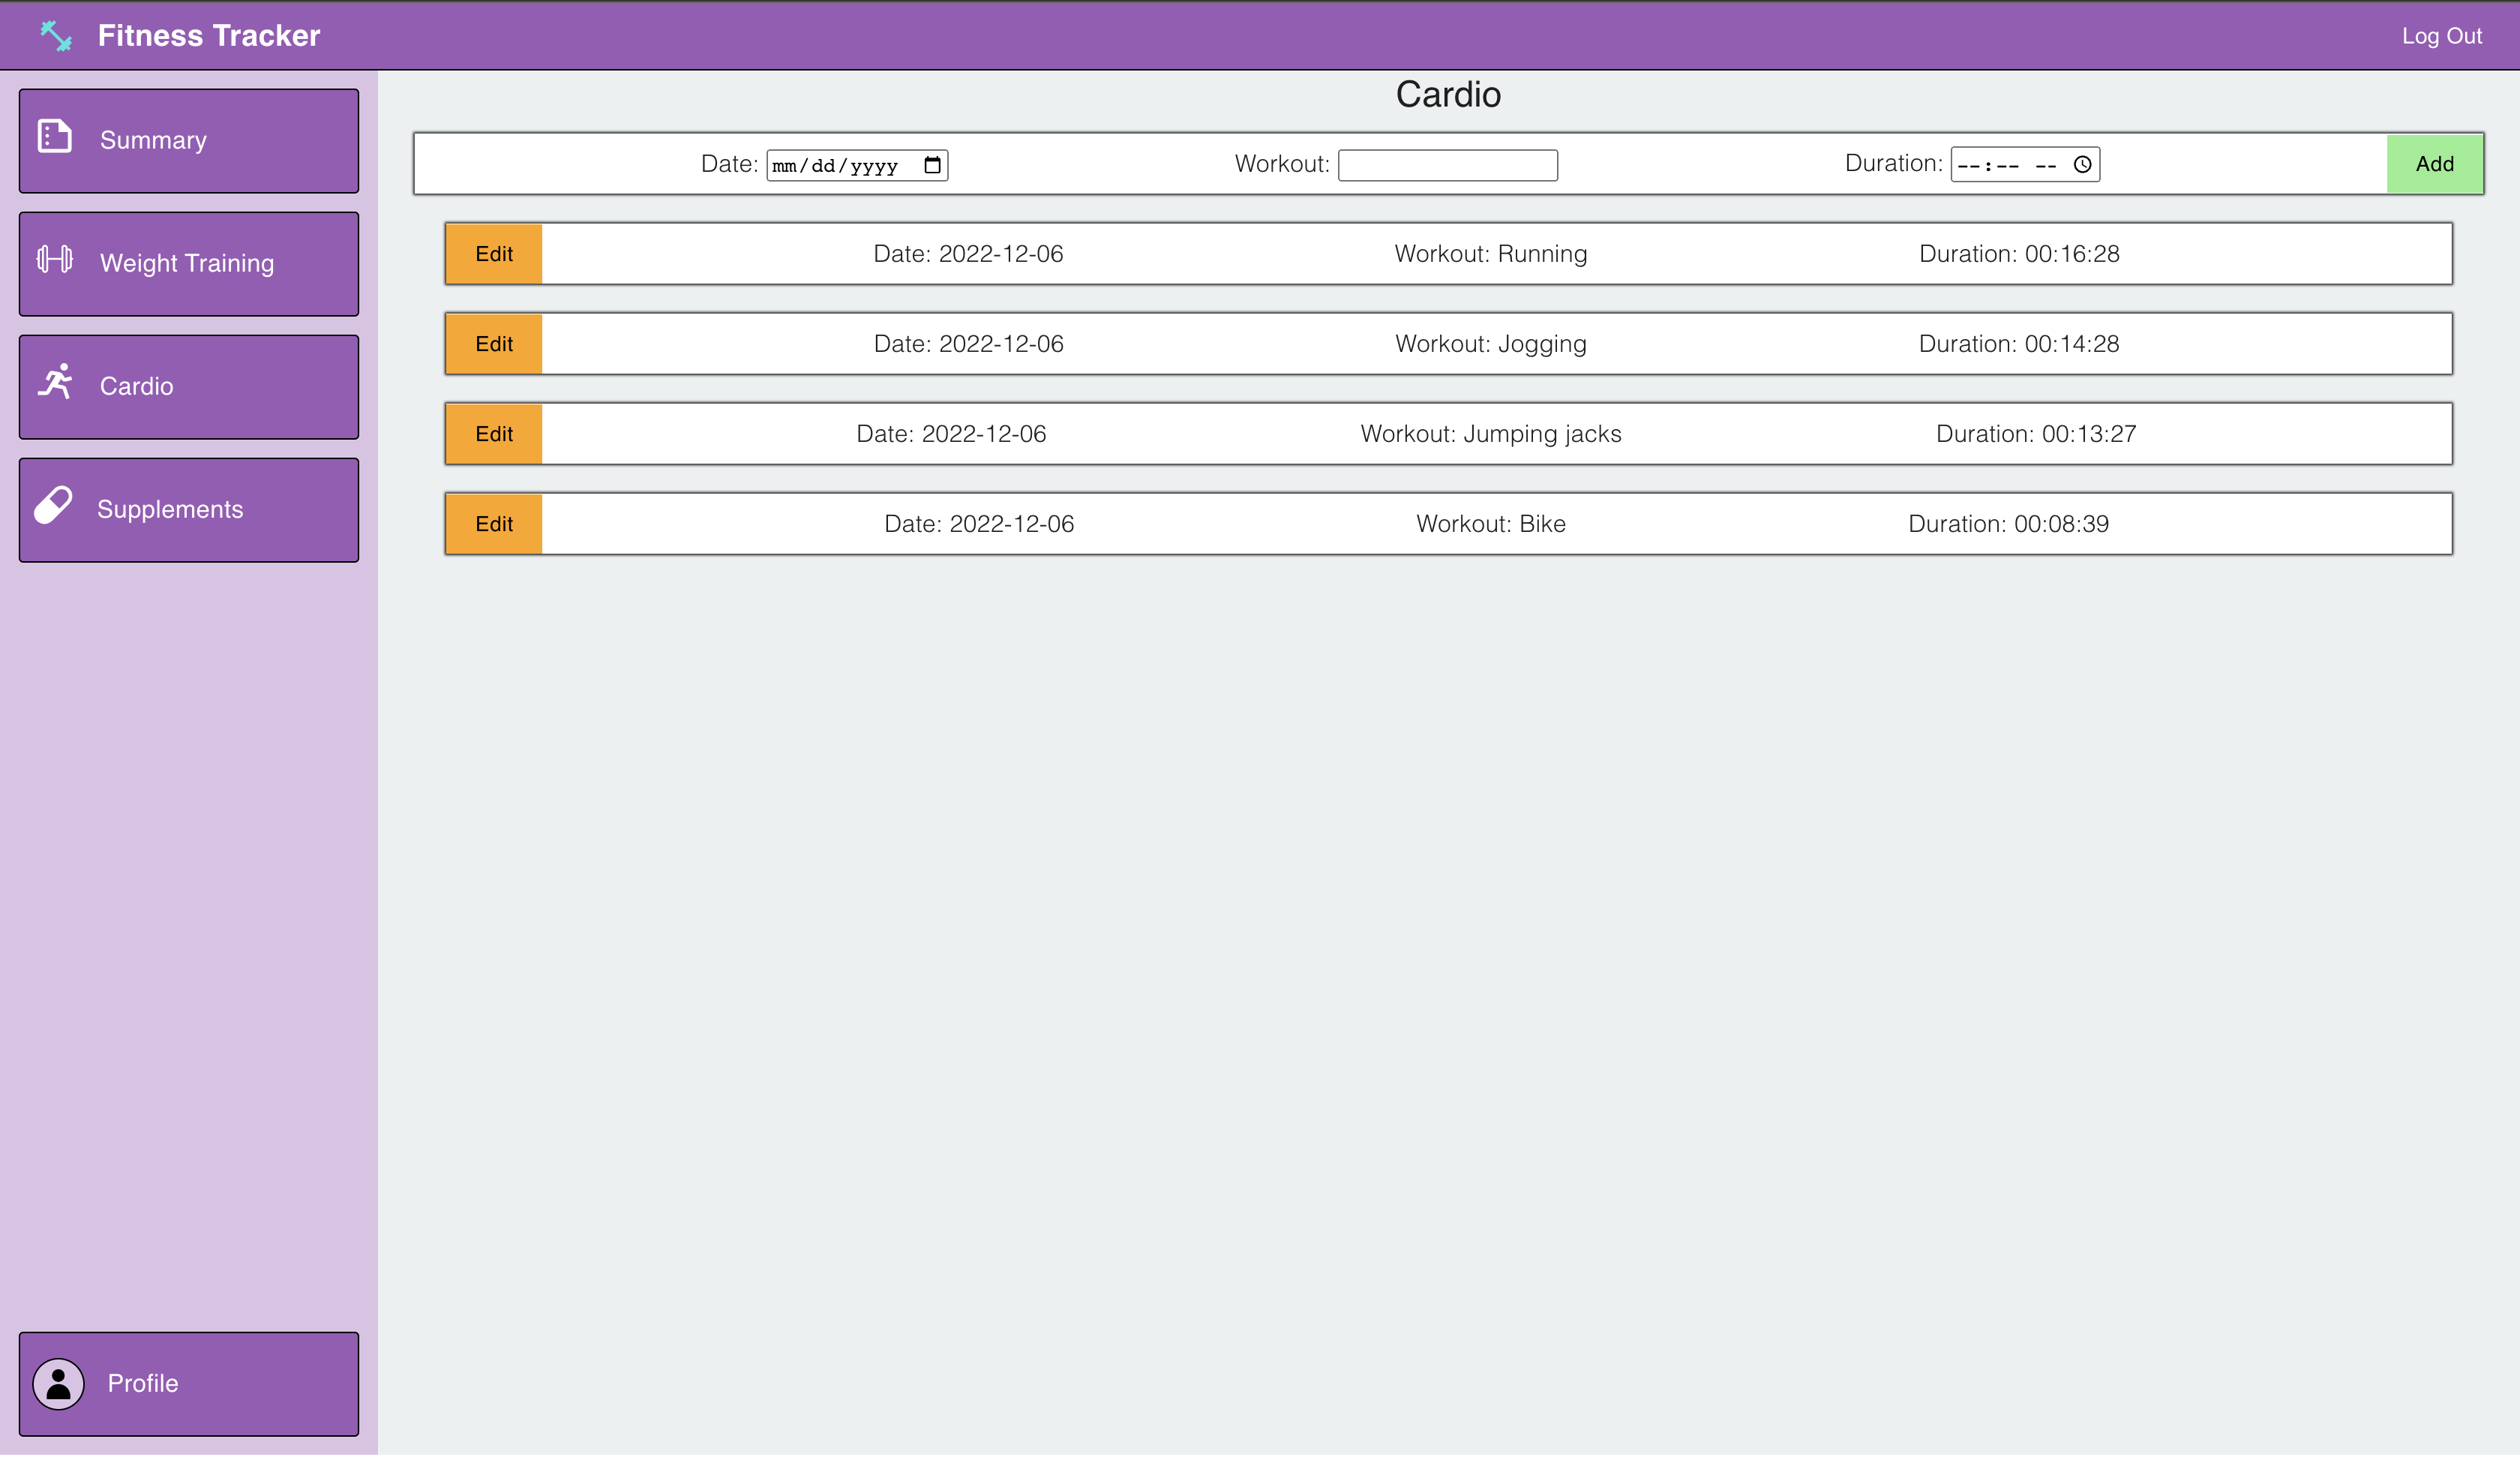 Fitness Tracker
Log Out
Summary
Weight Training
Cardio
Supplements
Profile
Cardio
Date: mm/dd/yyyy Workout: Duration: --:-- -- Add
Edit Date: 2022-12-06 Workout: Running Duration: 00:16:28
Edit Date: 2022-12-06 Workout: Jogging Duration: 00:14:28
Edit Date: 2022-12-06 Workout: Jumping jacks Duration: 00:13:27
Edit Date: 2022-12-06 Workout: Bike Duration: 00:08:39